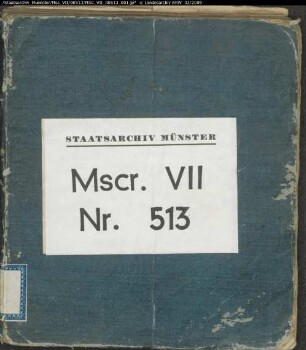 STAATSARCHIV MÜNSTER
Mscr. VII
Nr. 513